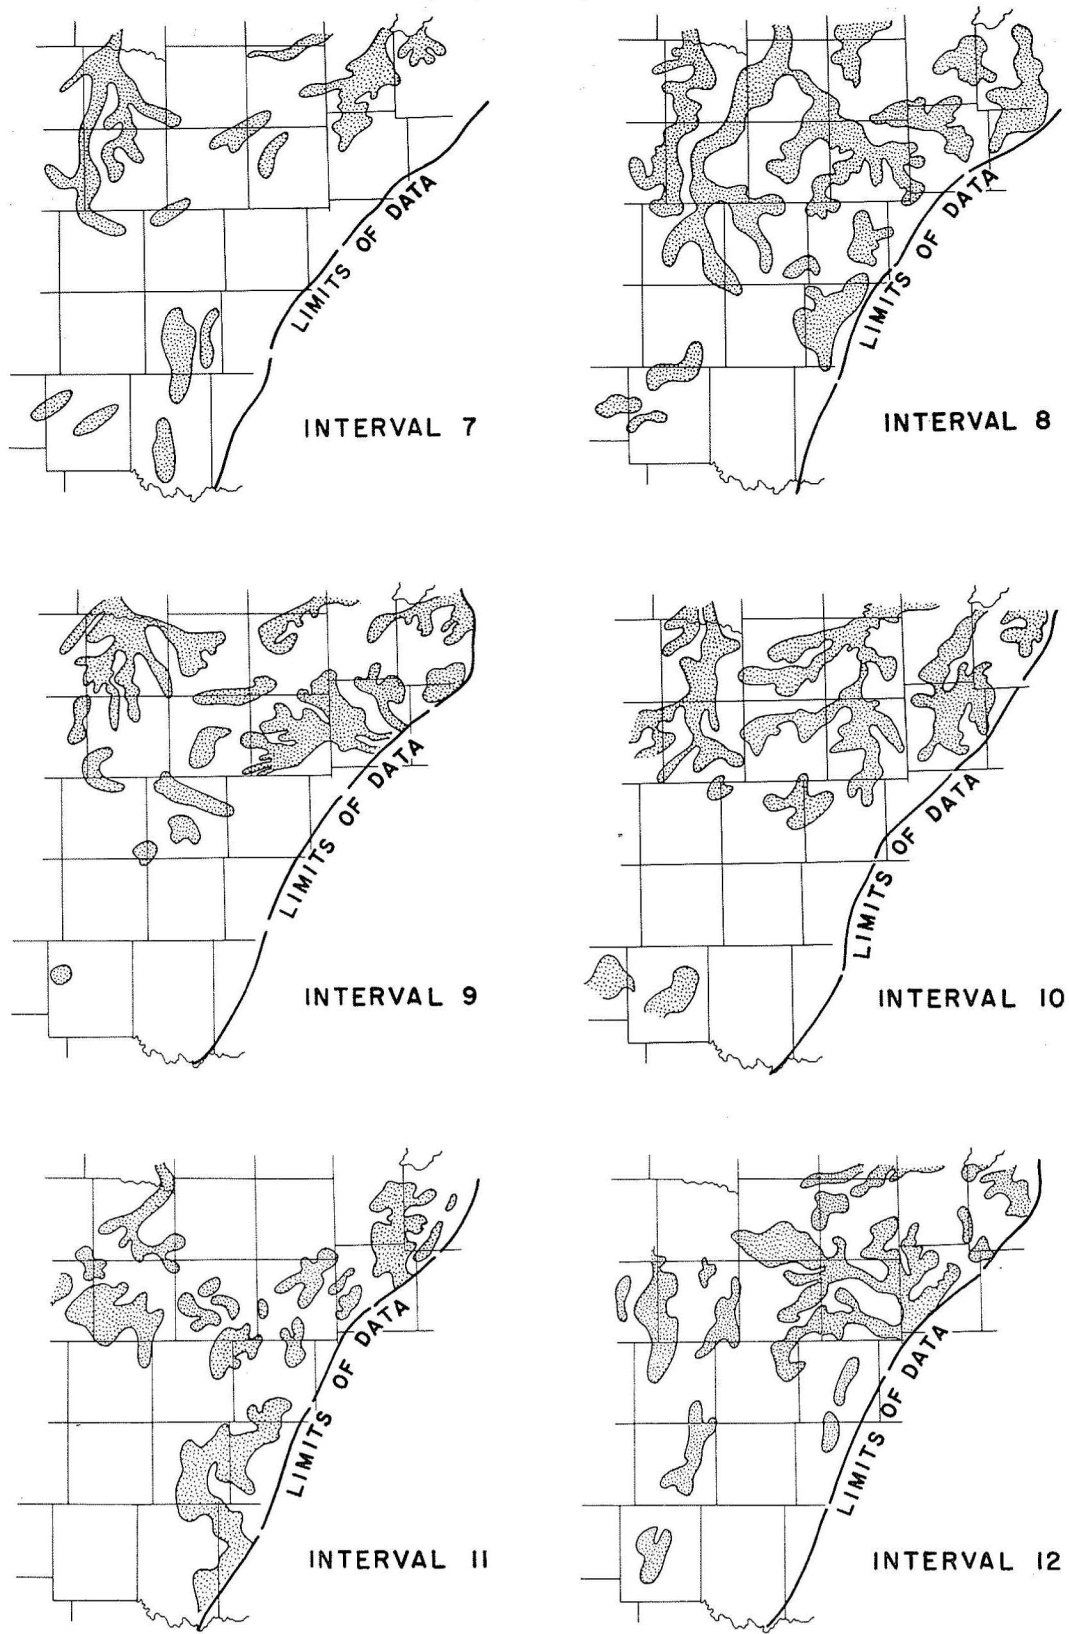 LIMITS OF DATA
INTERVAL 7
LIMITS OF DATA
INTERVAL 8
LIMITS OF DATA
INTERVAL 9
LIMITS OF DATA
INTERVAL 10
LIMITS OF DATA
INTERVAL 11
LIMITS OF DATA
INTERVAL 12